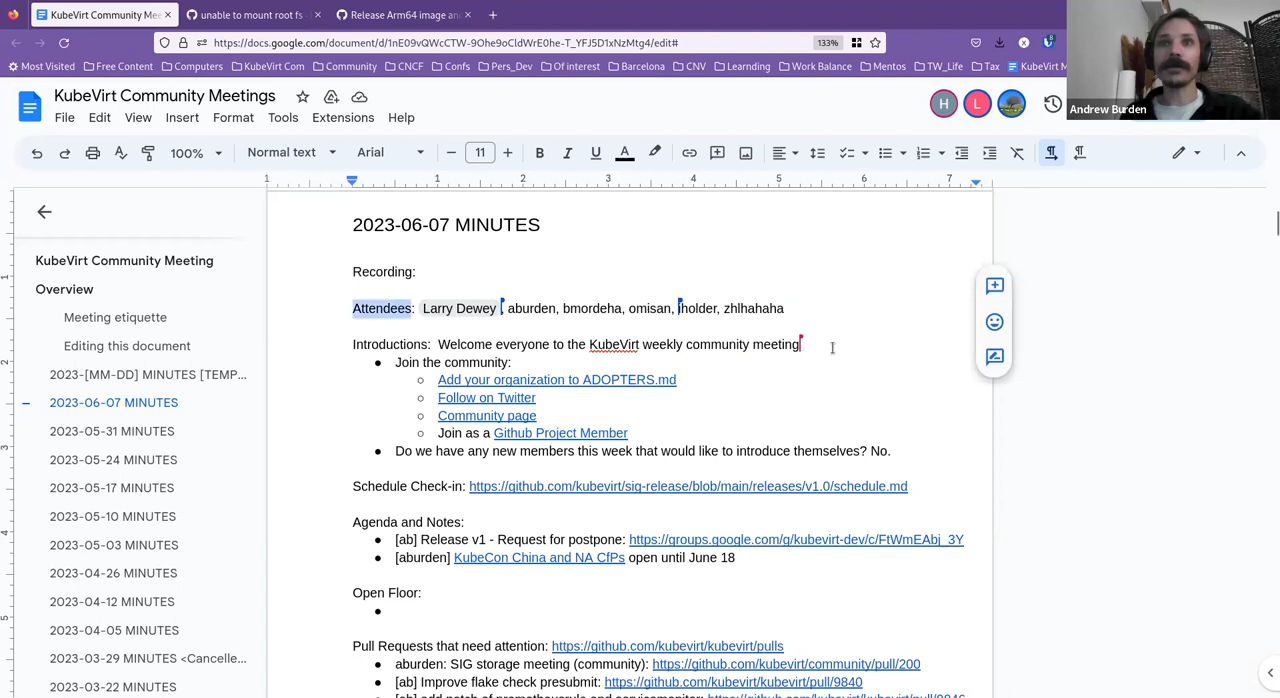 KubeVirt Community Mee
unable to mount root fs
Release Arm64 image an
https://docs.google.com/document/d/1nE09vQWcCTW-9Ohe9oCldWrE0he-T_YFJ5D1xNzMtg4/edit#
133%
Most Visited
Free Content
Computers
KubeVirt Com
Community
CNCF
Confs
Pers_Dev
Of interest
Barcelona
CNV
Learnding
Work Balance
Mentos
TW_Life
Tax
KubeVirt M
KubeVirt Community Meetings
File Edit View Insert Format Tools Extensions Help
H
L
Andrew Burden
100%
Normal text
Arial
11
B
I
U
A
1 1 2 3 4 5 6 7
KubeVirt Community Meeting
Overview
Meeting etiquette
Editing this document
2023-[MM-DD] MINUTES [TEMP...
2023-06-07 MINUTES
2023-05-31 MINUTES
2023-05-24 MINUTES
2023-05-17 MINUTES
2023-05-10 MINUTES
2023-05-03 MINUTES
2023-04-26 MINUTES
2023-04-12 MINUTES
2023-04-05 MINUTES
2023-03-29 MINUTES <Cancelle...
2023-03-22 MINUTES
2023-06-07 MINUTES
Recording:
Attendees: Larry Dewey , aburden, bmordeha, omisan, iholder, zhlhahaha
Introductions: Welcome everyone to the KubeVirt weekly community meeting
● Join the community:
○ Add your organization to ADOPTERS.md
○ Follow on Twitter
○ Community page
○ Join as a Github Project Member
● Do we have any new members this week that would like to introduce themselves? No.
Schedule Check-in: https://github.com/kubevirt/sig-release/blob/main/releases/v1.0/schedule.md
Agenda and Notes:
● [ab] Release v1 - Request for postpone: https://groups.google.com/g/kubevirt-dev/c/FtWmEAbj_3Y
● [aburden] KubeCon China and NA CfPs open until June 18
Open Floor:
●
Pull Requests that need attention: https://github.com/kubevirt/kubevirt/pulls
● aburden: SIG storage meeting (community): https://github.com/kubevirt/community/pull/200
● [ab] Improve flake check presubmit: https://github.com/kubevirt/kubevirt/pull/9840